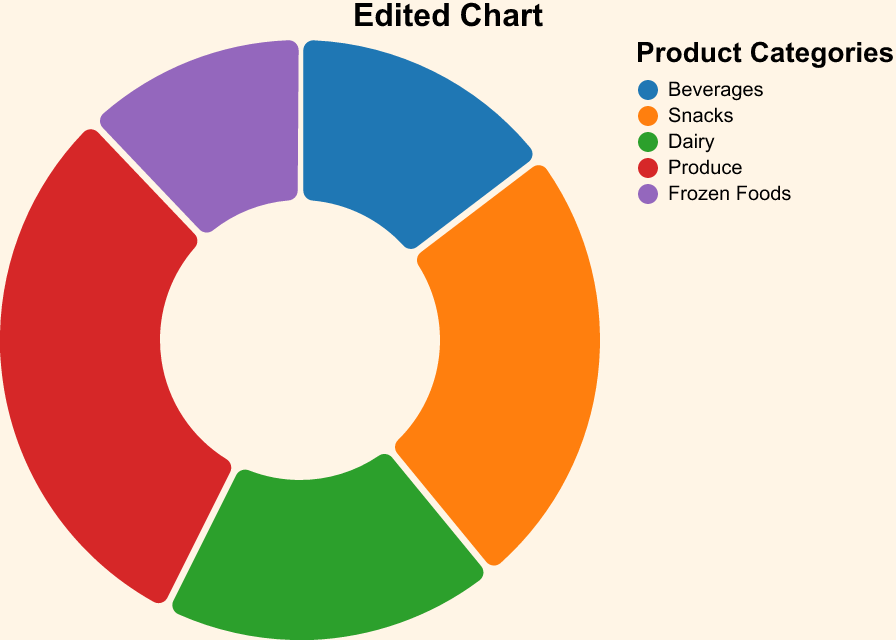 Edited Chart
Product Categories
Beverages
Snacks
Dairy
Produce
Frozen Foods